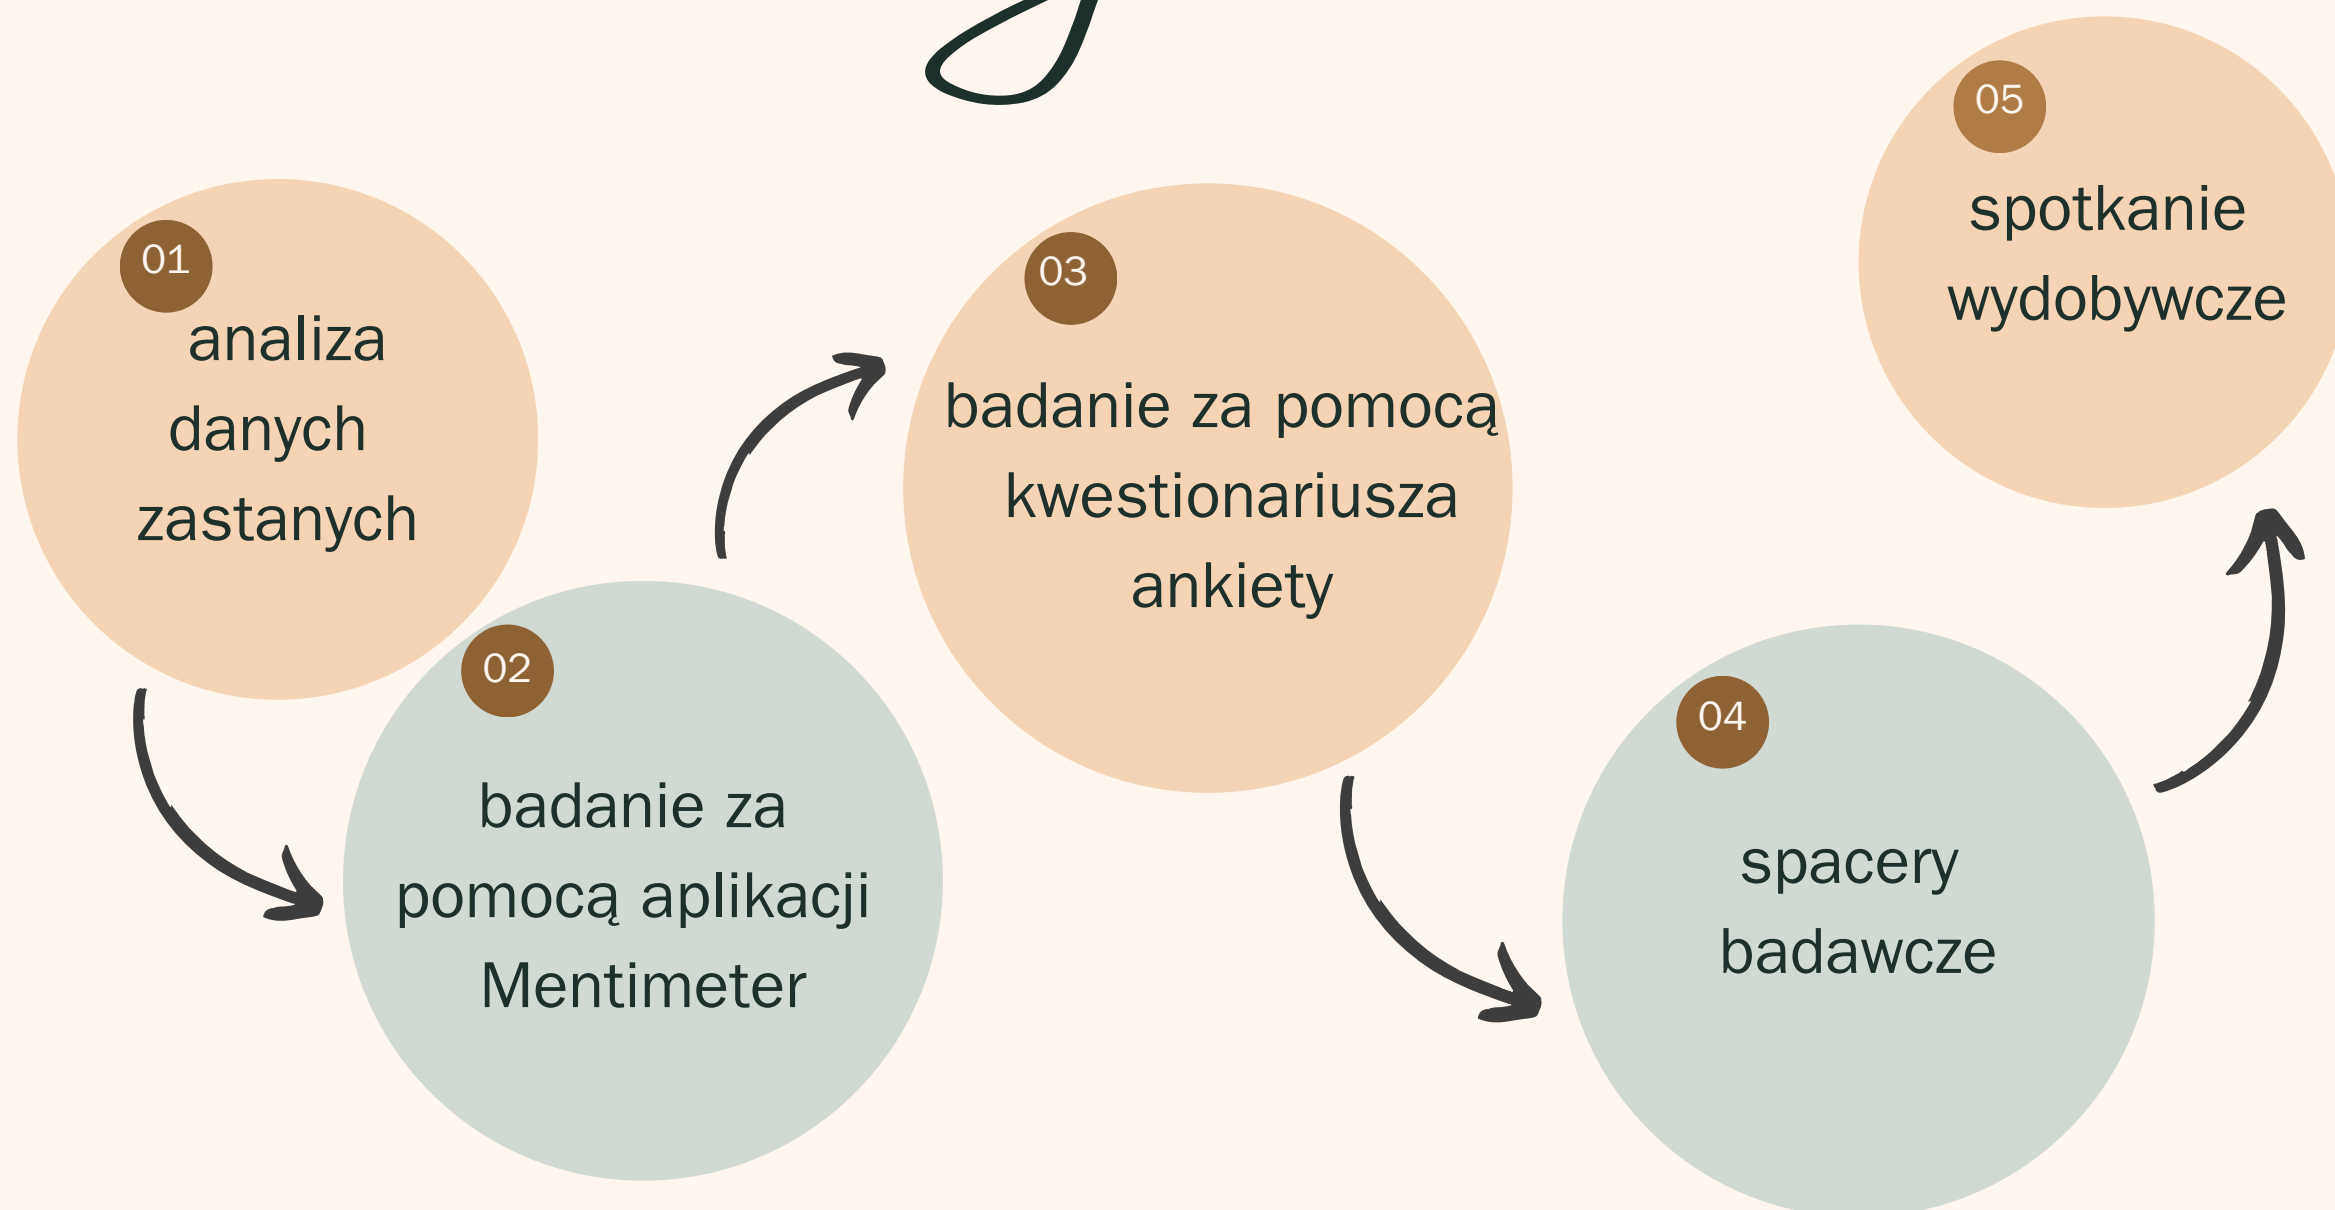 01
analiza
danych
zastanych
02
badanie za
pomocą aplikacji
Mentimeter
03
badanie za pomocą
kwestionariusza
ankiety
04
spacery
badawcze
05
spotkanie
wydobywcze